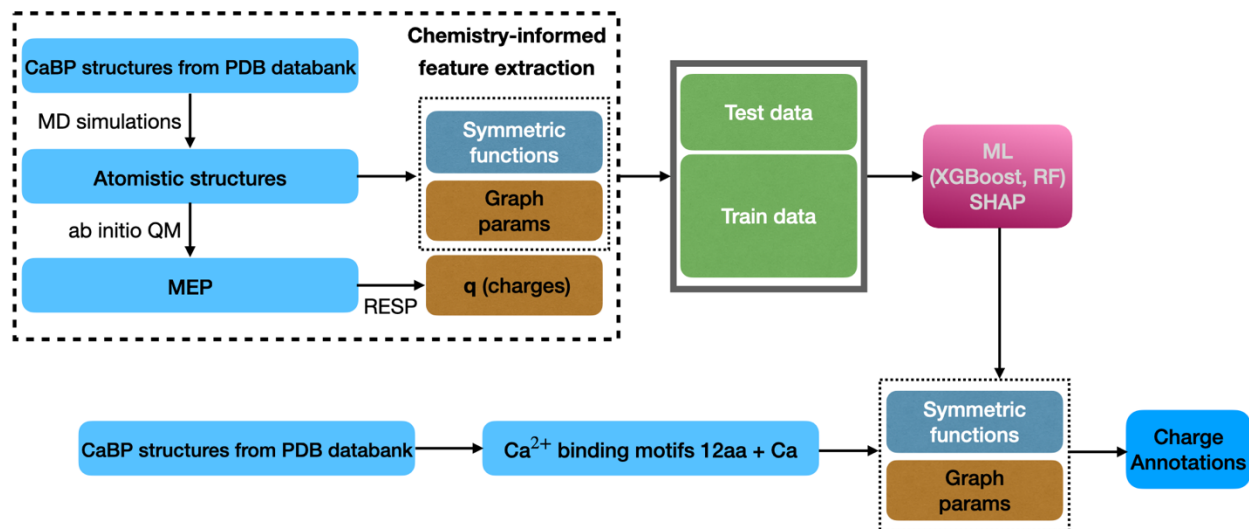 Chemistry-informed
feature extraction
CaBP structures from PDB databank
MD simulations
Symmetric
functions
Atomistic structures
Graph
params
ab initio QM
MEP
RESP
q (charges)
Test data
Train data
ML
(XGBoost, RF)
SHAP
CaBP structures from PDB databank
Ca²⁺ binding motifs 12aa + Ca
Symmetric
functions
Graph
params
Charge
Annotations